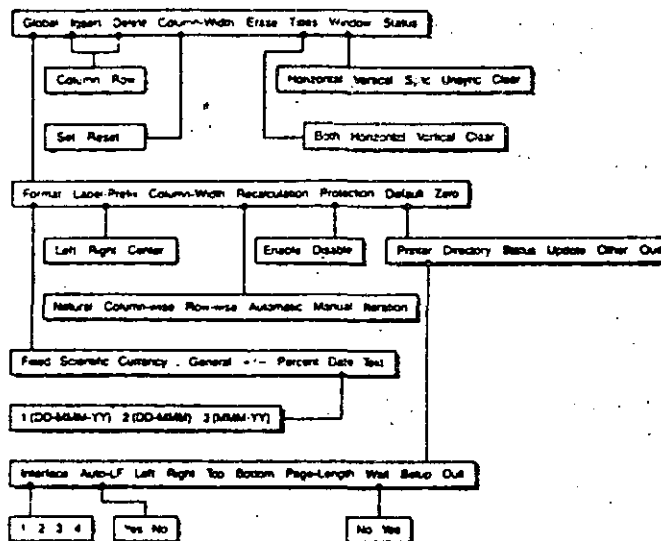 Global Insert Delete Column-Width Erase Titles Window Status
Column Row
Horizontal Vertical Sync Unsync Clear
Set Reset
Both Horizontal Vertical Clear
Format Label-Prefix Column-Width Recalculation Protection Default Zero
Left Right Center
Enable Disable
Printer Directory Status Update Other Quit
Natural Column-wise Row-wise Automatic Manual Iteration
Fixed Scientific Currency , General +/- Percent Date Text
1 (DD-MMM-YY) 2 (DD-MMM) 3 (MMM-YY)
Interface Auto-LF Left Right Top Bottom Page-Length Wait Setup Quit
1 2 3 4
Yes No
No Yes